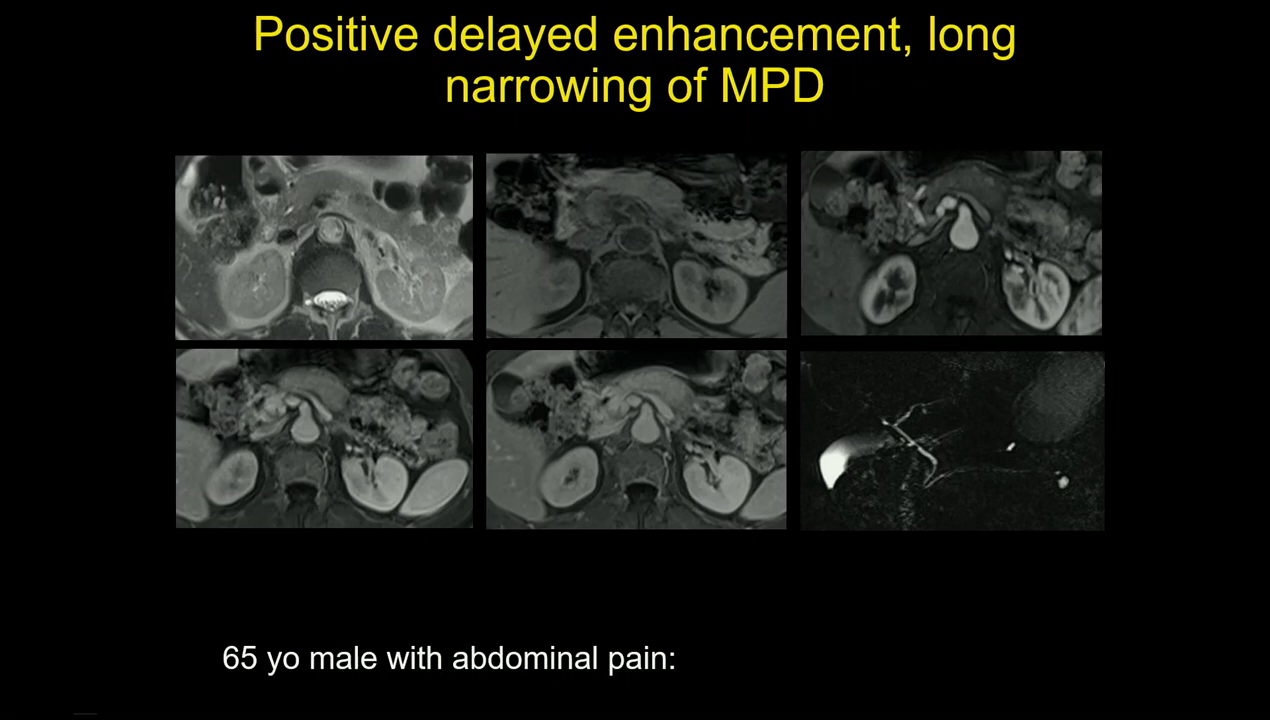 Positive delayed enhancement, long
narrowing of MPD
65 yo male with abdominal pain: